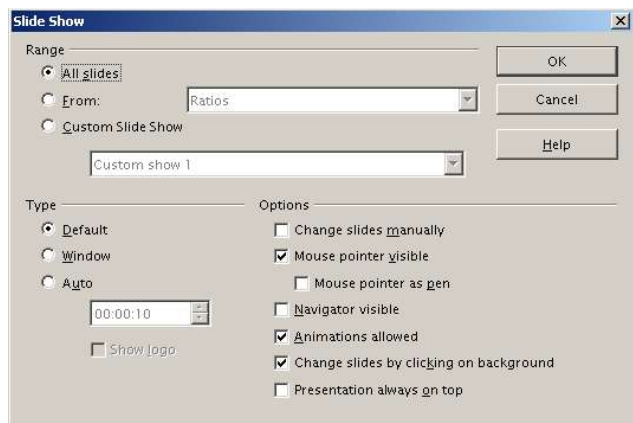 Slide Show
Range
All slides
OK
From:
Ratios
Cancel
Custom Slide Show
Help
Custom show 1
Type
Options
Default
Change slides manually
Window
Mouse pointer visible
Auto
Mouse pointer as pen
00:00:10
Navigator visible
Show logo
Animations allowed
Change slides by clicking on background
Presentation always on top